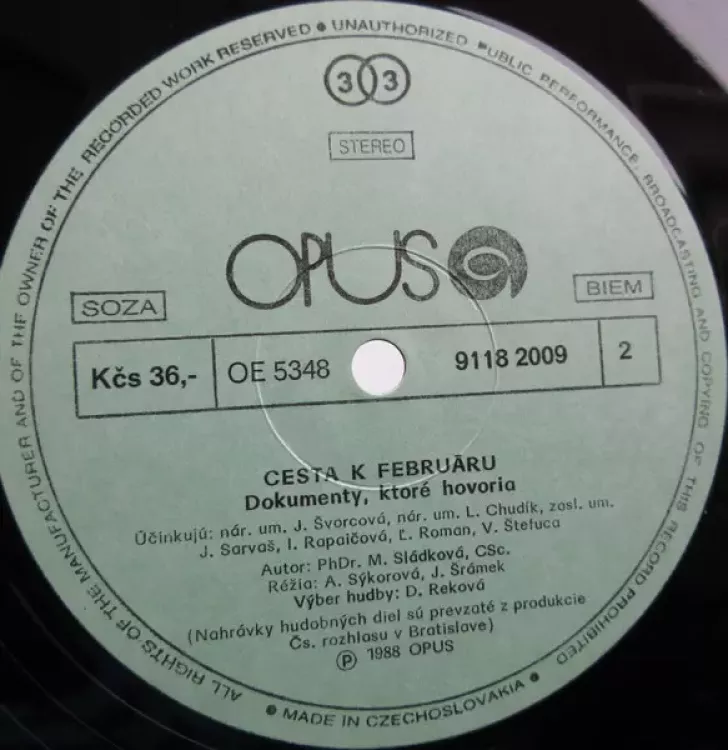 ALL RIGHTS OF THE MANUFACTURER AND OF THE OWNER OF THE RECORDED WORK RESERVED ● UNAUTHORIZED PUBLIC PERFORMANCE, BROADCASTING AND COPYING OF THIS RECORD PROHIBITED ● MADE IN CZECHOSLOVAKIA ●
33
STEREO
OPUS
SOZA
BIEM
Kčs 36,- OE 5348 9118 2009 2
CESTA K FEBRUÁRU
Dokumenty, ktoré hovoria
Účinkujú: nár. um. J. Švorcová, nár. um. L. Chudík, zasl. um.
J. Sarvaš, I. Rapaičová, Ľ. Roman, V. Štefuca
Autor: PhDr. M. Sládková, CSc.
Réžia: A. Sýkorová, J. Šrámek
Výber hudby: D. Reková
(Nahrávky hudobných diel sú prevzaté z produkcie
Čs. rozhlasu v Bratislave)
Ⓟ 1988 OPUS